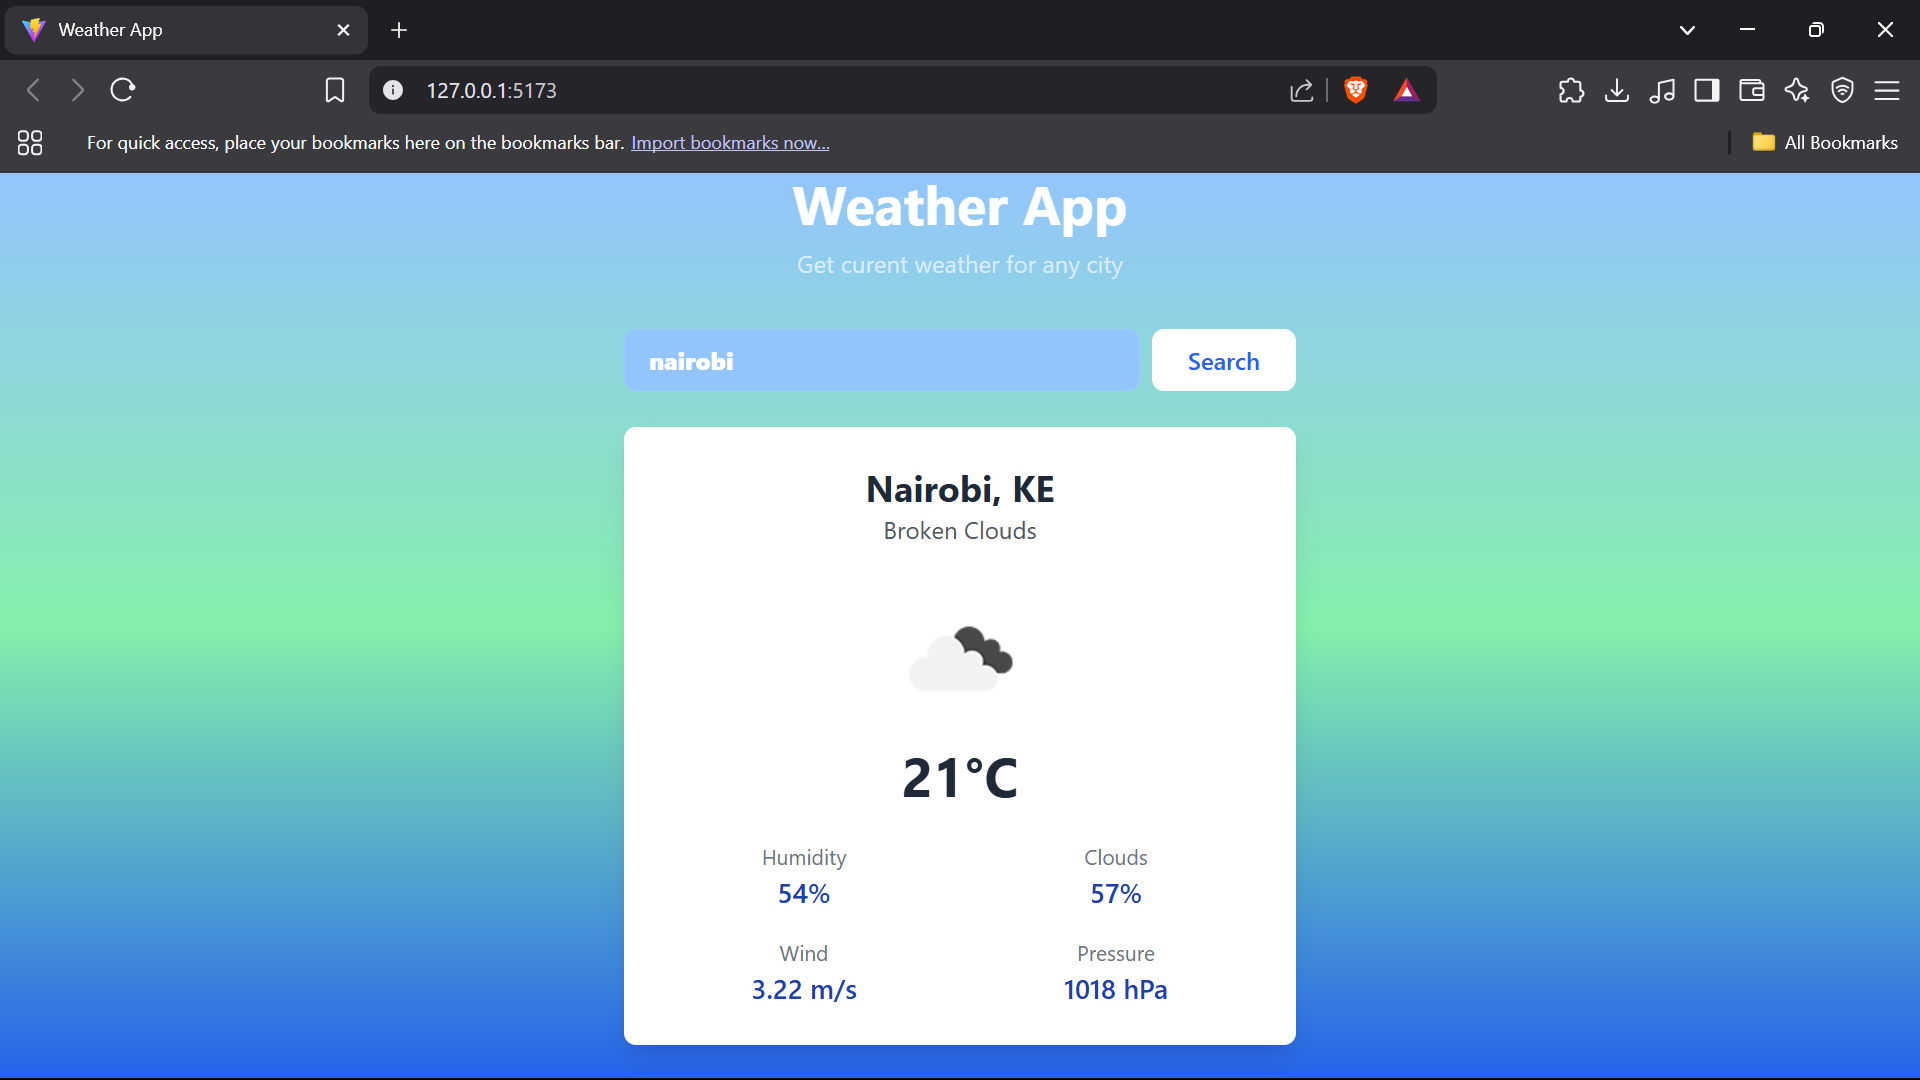 Weather App
127.0.0.1:5173
For quick access, place your bookmarks here on the bookmarks bar. Import bookmarks now...
All Bookmarks
Weather App
Get curent weather for any city
nairobi
Search
Nairobi, KE
Broken Clouds
21°C
Humidity
Clouds
54%
57%
Wind
Pressure
3.22 m/s
1018 hPa